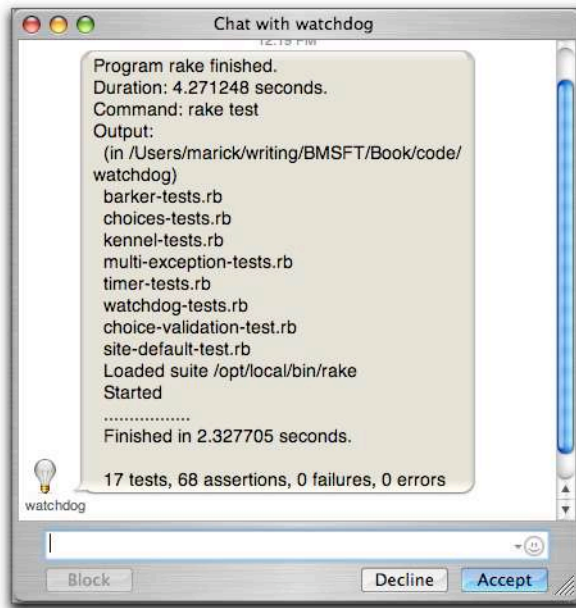 Chat with watchdog
12:19 PM
Program rake finished.
Duration: 4.271248 seconds.
Command: rake test
Output:
(in /Users/marick/writing/BMSFT/Book/code/
watchdog)
barker-tests.rb
choices-tests.rb
kennel-tests.rb
multi-exception-tests.rb
timer-tests.rb
watchdog-tests.rb
choice-validation-test.rb
site-default-test.rb
Loaded suite /opt/local/bin/rake
Started
.................
Finished in 2.327705 seconds.
17 tests, 68 assertions, 0 failures, 0 errors
watchdog
Block
Decline
Accept